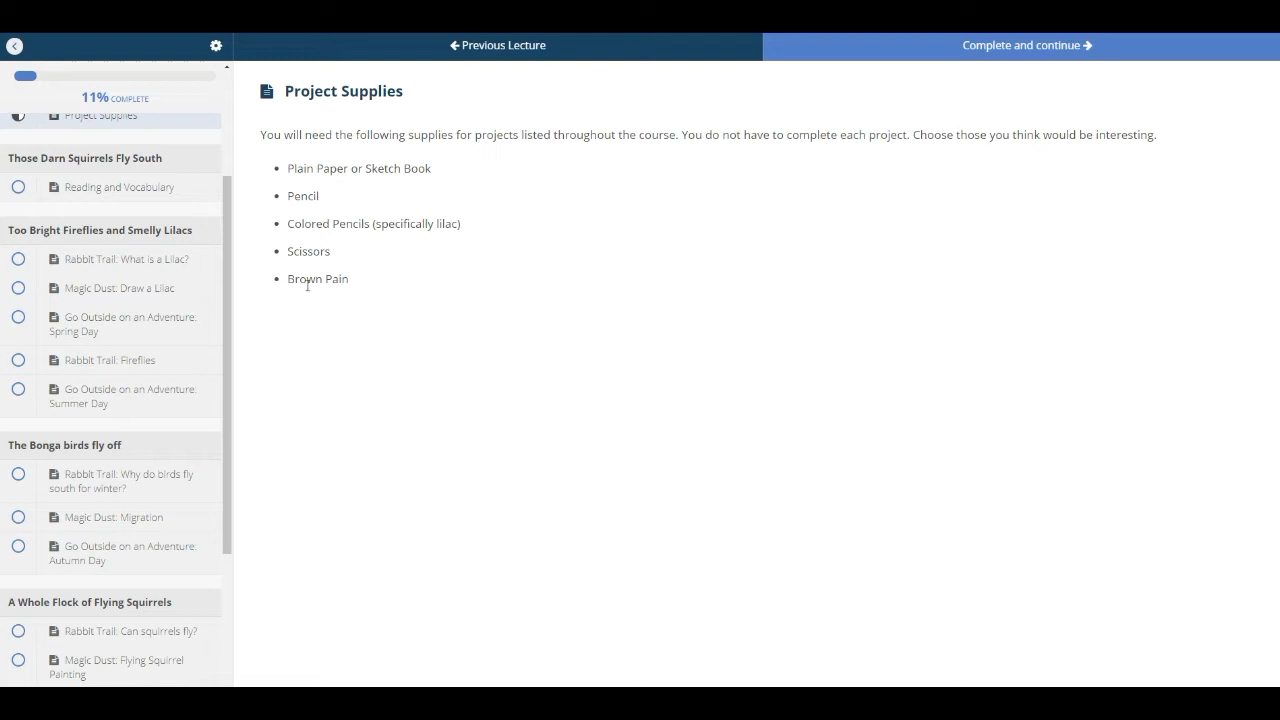 Previous Lecture
Complete and continue
11% COMPLETE
Project Supplies
Those Darn Squirrels Fly South
Reading and Vocabulary
Too Bright Fireflies and Smelly Lilacs
Rabbit Trail: What is a Lilac?
Magic Dust: Draw a Lilac
Go Outside on an Adventure:
Spring Day
Rabbit Trail: Fireflies
Go Outside on an Adventure:
Summer Day
The Bonga birds fly off
Rabbit Trail: Why do birds fly
south for winter?
Magic Dust: Migration
Go Outside on an Adventure:
Autumn Day
A Whole Flock of Flying Squirrels
Rabbit Trail: Can squirrels fly?
Magic Dust: Flying Squirrel
Painting
Project Supplies
You will need the following supplies for projects listed throughout the course. You do not have to complete each project. Choose those you think would be interesting.
Plain Paper or Sketch Book
Pencil
Colored Pencils (specifically lilac)
Scissors
Brown Pain